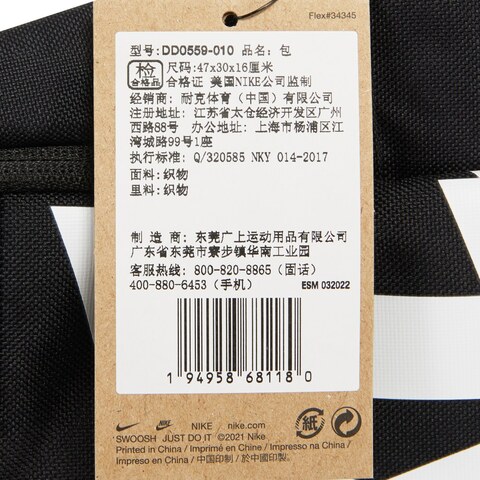 Flex#34345
型号: DD0559-010 品名: 包
检 尺码: 47x30x16厘米
合格品 合格证 美国NIKE公司监制
经销商: 耐克体育 (中国) 有限公司
注册地址: 江苏省太仓经济开发区广州
西路88号 办公地址: 上海市杨浦区江
湾城路99号1座
执行标准: Q/320585 NKY 014-2017
面料: 织物
里料: 织物
制 造 商: 东莞广上运动用品有限公司
广东省东莞市寮步镇华南工业园
客服热线: 800-820-8865 (固话)
400-880-6453 (手机) ESM 032022
1 94958 68118 0
NIKE / nike.com
SWOOSH JUST DO IT ©2021 Nike
Printed in China / Imprimé en Chine / Impresso na China /
Impreso en China / 中国印制 / 於中國印製。
紙